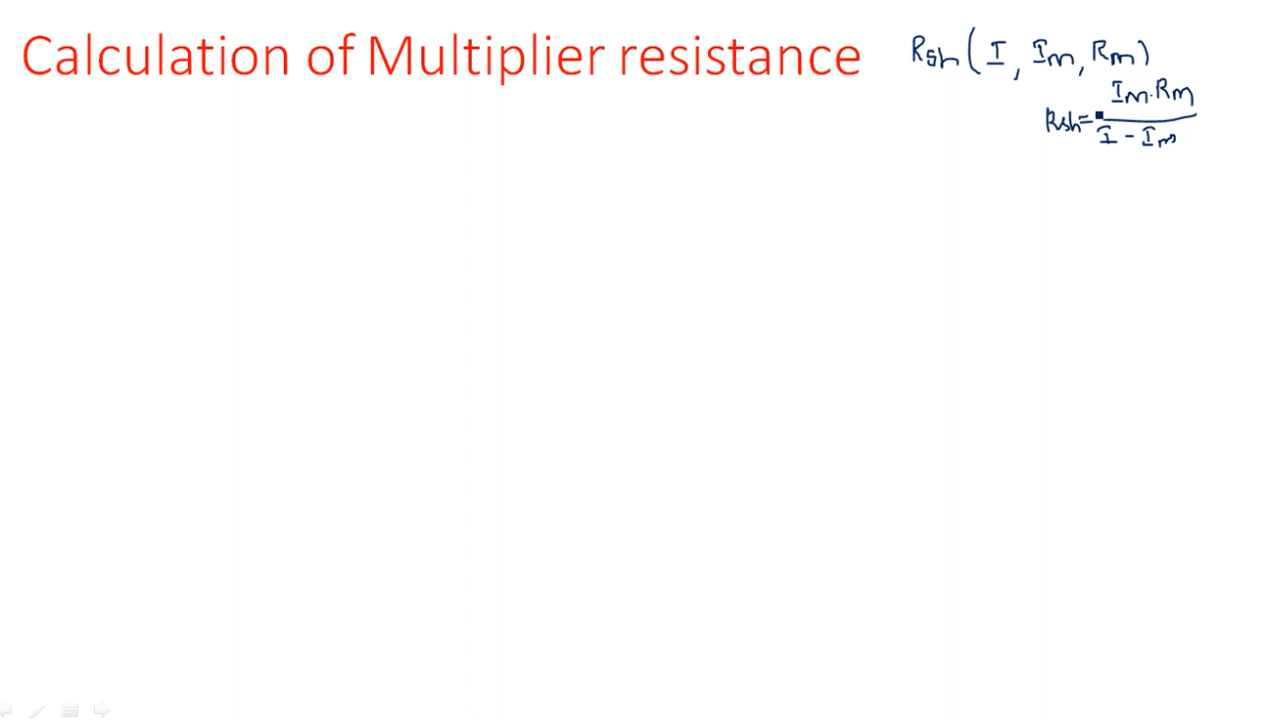 Calculation of Multiplier resistance
Rsh (I, Im, Rm)
Rsh = Im.Rm / I - Im